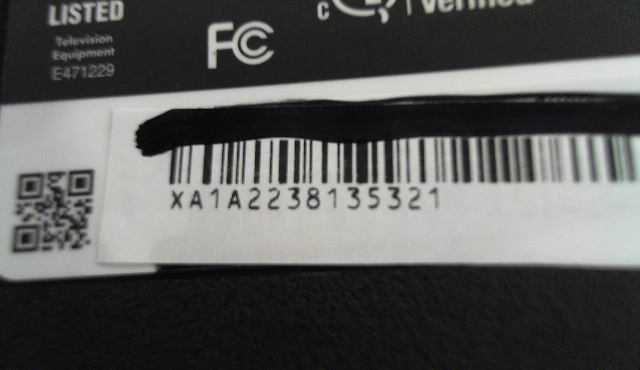 LISTED
Television
Equipment
E471229
FC
c
Verified
XA1A2238135321